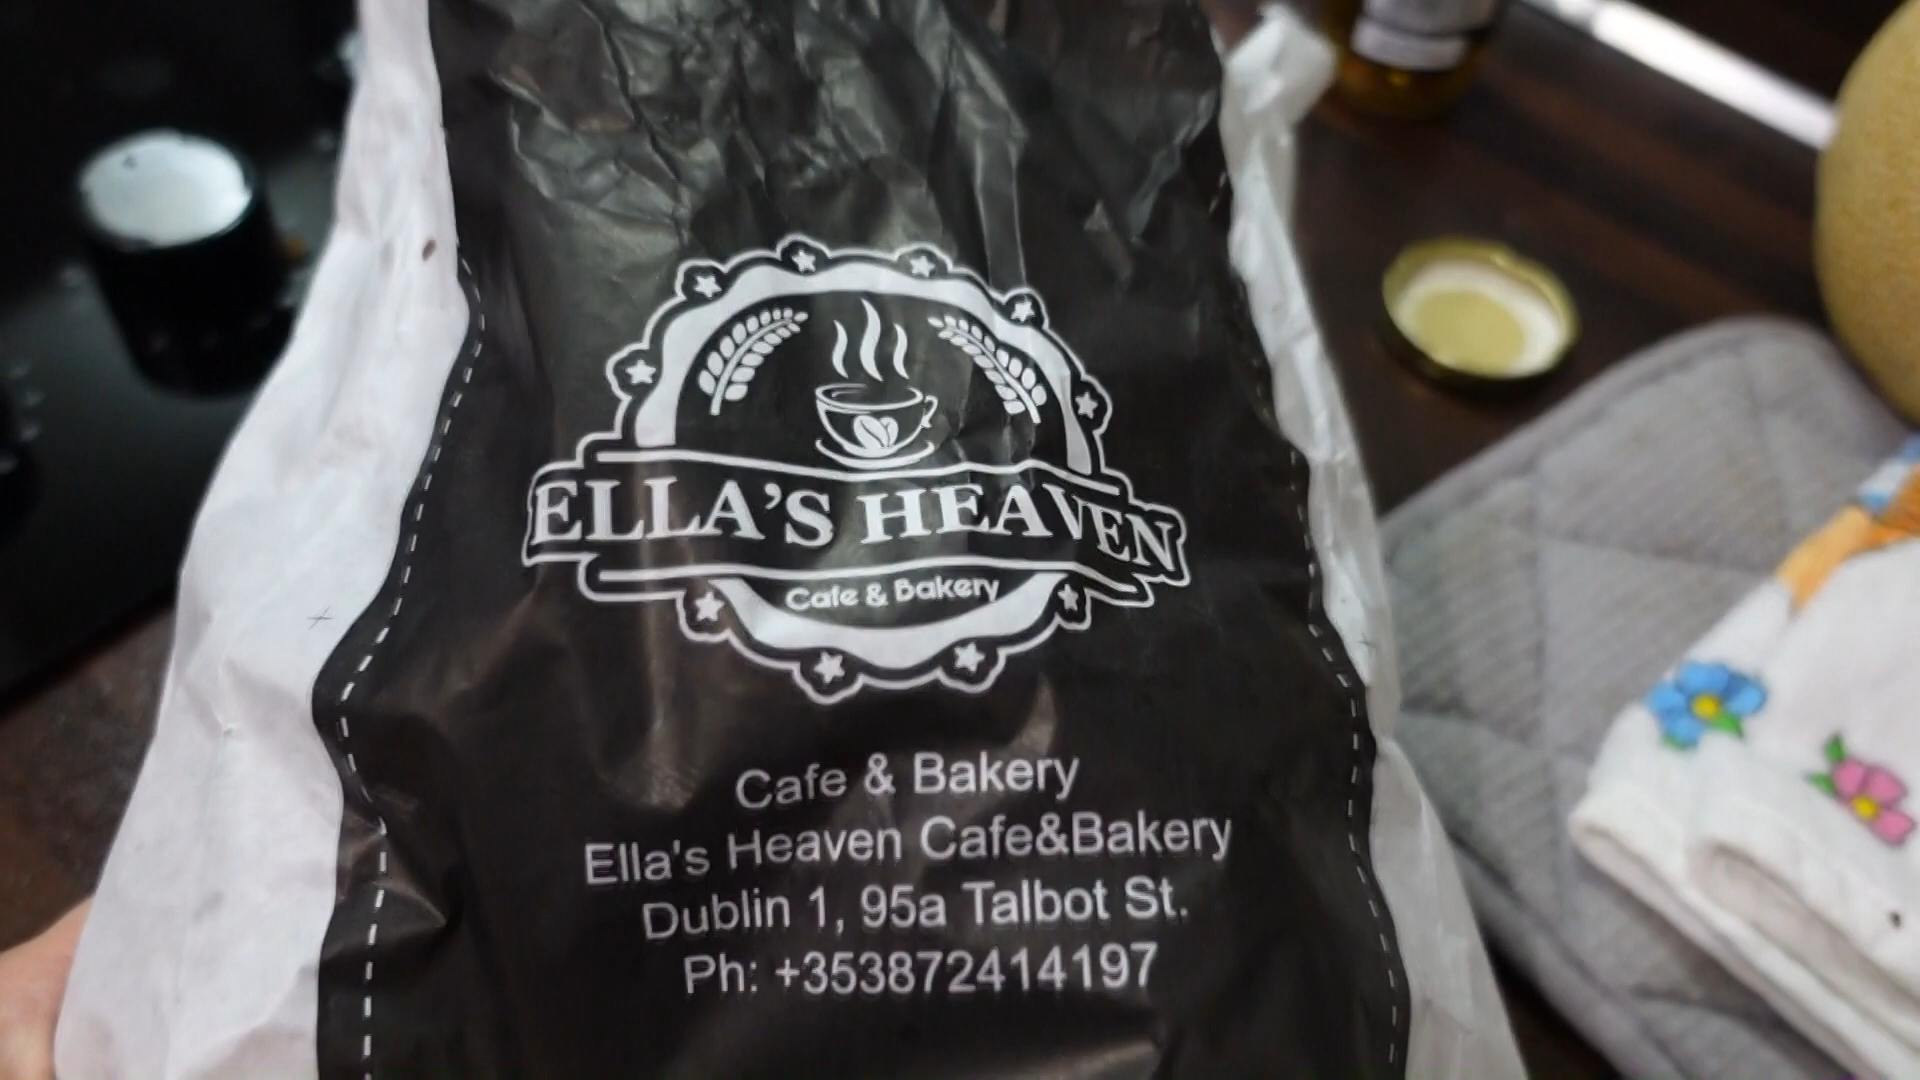 ELLA'S HEAVEN
Cafe & Bakery
Cafe & Bakery
Ella's Heaven Cafe&Bakery
Dublin 1, 95a Talbot St.
Ph: +353872414197